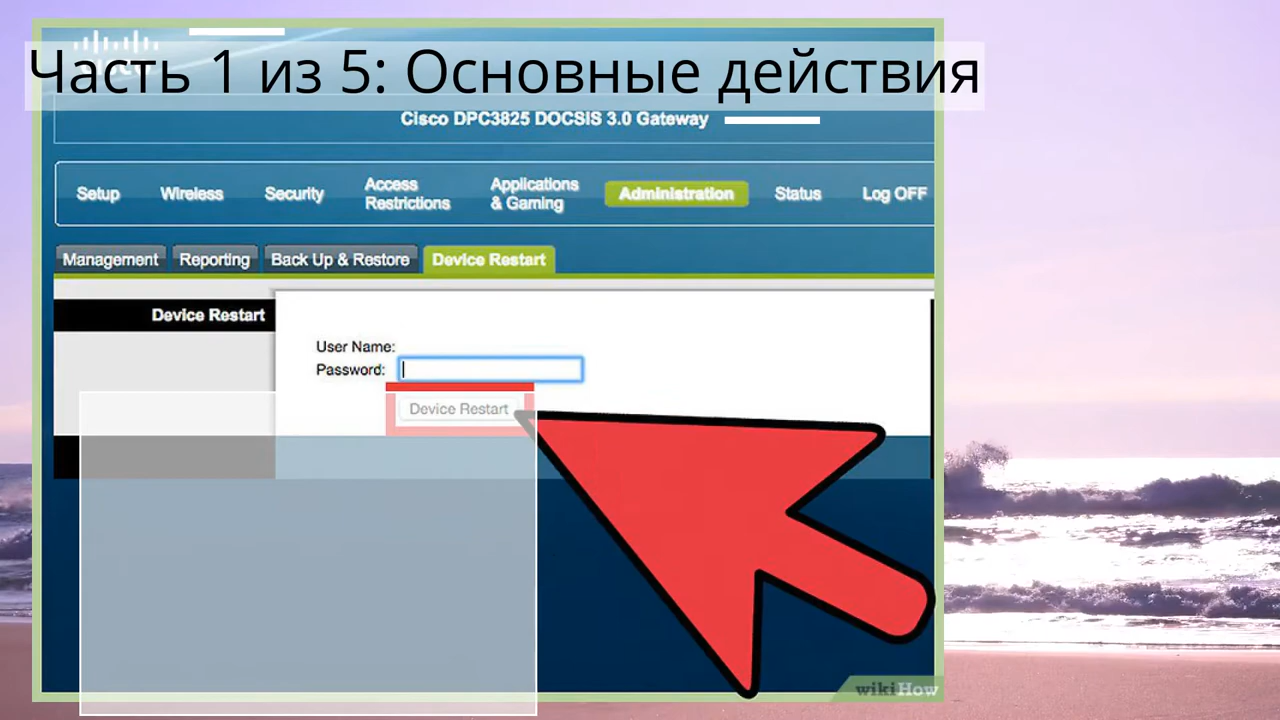 Часть 1 из 5: Основные действия
Cisco DPC3825 DOCSIS 3.0 Gateway
Setup Wireless Security Access Restrictions Applications & Gaming Administration Status Log OFF
Management Reporting Back Up & Restore Device Restart
Device Restart
User Name:
Password:
Device Restart
wikiHow